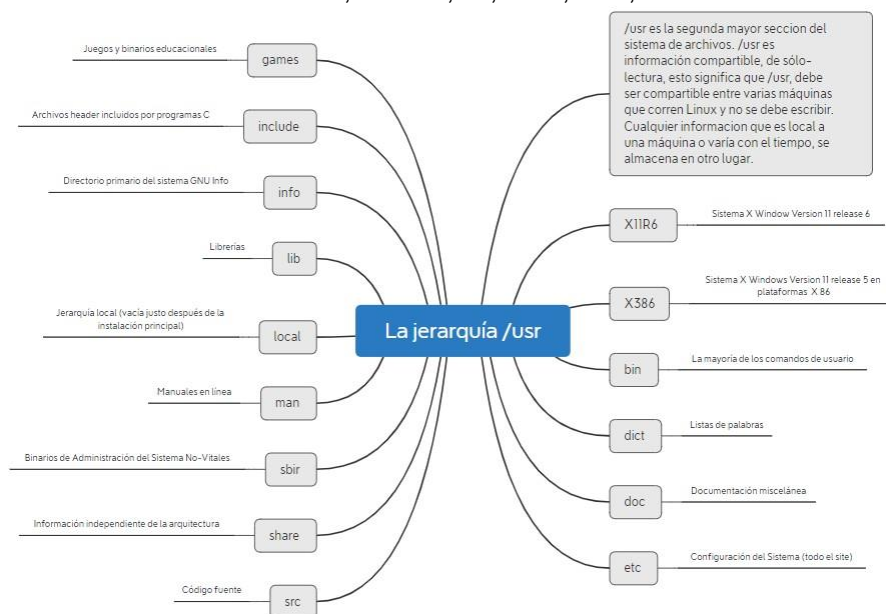 La jerarquía /usr
/usr es la segunda mayor seccion del
sistema de archivos. /usr es
información compartible, de sólo-
lectura, esto significa que /usr, debe
ser compartible entre varias máquinas
que corren Linux y no se debe escribir.
Cualquier informacion que es local a
una máquina o varía con el tiempo, se
almacena en otro lugar.
X11R6
Sistema X Window Version 11 release 6
X386
Sistema X Windows Version 11 release 5 en
plataformas X 86
bin
La mayoría de los comandos de usuario
dict
Listas de palabras
doc
Documentación miscelánea
etc
Configuración del Sistema (todo el site)
games
Juegos y binarios educacionales
include
Archivos header incluidos por programas C
info
Directorio primario del sistema GNU Info
lib
Librerías
local
Jerarquía local (vacía justo después de la
instalación principal)
man
Manuales en línea
sbir
Binarios de Administración del Sistema No-Vitales
share
Información independiente de la arquitectura
src
Código fuente